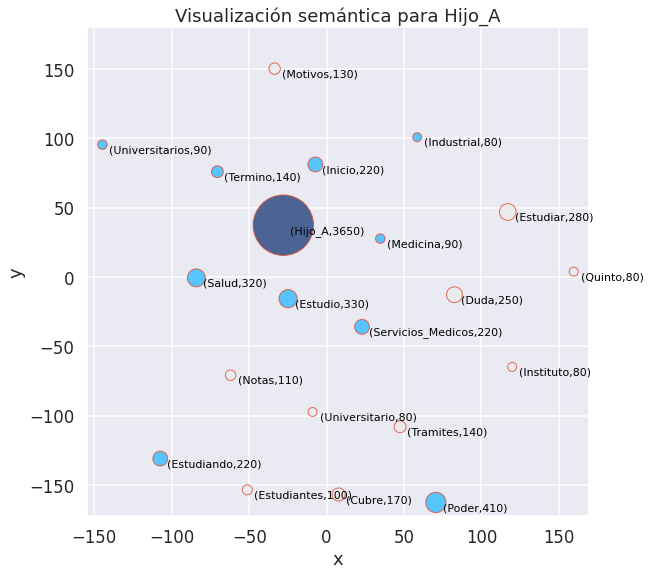 Visualización semántica para Hijo_A
150
(Motivos,130)
100
(Universitarios,90)
(Industrial,80)
(Termino,140)
(Inicio,220)
50
(Hijo_A,3650)
(Estudiar,280)
(Medicina,90)
y
0
(Salud,320)
(Quinto,80)
(Estudio,330)
(Duda,250)
−50
(Servicios_Medicos,220)
(Notas,110)
(Instituto,80)
−100
(Universitario,80)
(Tramites,140)
(Estudiando,220)
−150
(Estudiantes,100)
(Cubre,170)
(Poder,410)
−150 −100 −50 0 50 100 150
x